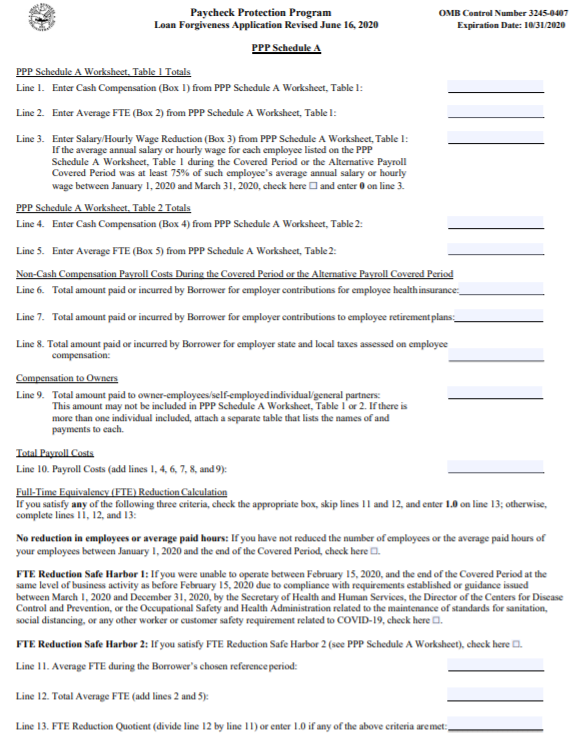 Paycheck Protection Program
Loan Forgiveness Application Revised June 16, 2020
OMB Control Number 3245-0407
Expiration Date: 10/31/2020
PPP Schedule A
PPP Schedule A Worksheet, Table 1 Totals
Line 1. Enter Cash Compensation (Box 1) from PPP Schedule A Worksheet, Table 1:
Line 2. Enter Average FTE (Box 2) from PPP Schedule A Worksheet, Table 1:
Line 3. Enter Salary/Hourly Wage Reduction (Box 3) from PPP Schedule A Worksheet, Table 1:
If the average annual salary or hourly wage for each employee listed on the PPP
Schedule A Worksheet, Table 1 during the Covered Period or the Alternative Payroll
Covered Period was at least 75% of such employee's average annual salary or hourly
wage between January 1, 2020 and March 31, 2020, check here ☐ and enter 0 on line 3.
PPP Schedule A Worksheet, Table 2 Totals
Line 4. Enter Cash Compensation (Box 4) from PPP Schedule A Worksheet, Table 2:
Line 5. Enter Average FTE (Box 5) from PPP Schedule A Worksheet, Table 2:
Non-Cash Compensation Payroll Costs During the Covered Period or the Alternative Payroll Covered Period
Line 6. Total amount paid or incurred by Borrower for employer contributions for employee health insurance:
Line 7. Total amount paid or incurred by Borrower for employer contributions to employee retirement plans:
Line 8. Total amount paid or incurred by Borrower for employer state and local taxes assessed on employee
compensation:
Compensation to Owners
Line 9. Total amount paid to owner-employees/self-employed individual/general partners:
This amount may not be included in PPP Schedule A Worksheet, Table 1 or 2. If there is
more than one individual included, attach a separate table that lists the names of and
payments to each.
Total Payroll Costs
Line 10. Payroll Costs (add lines 1, 4, 6, 7, 8, and 9):
Full-Time Equivalency (FTE) Reduction Calculation
If you satisfy any of the following three criteria, check the appropriate box, skip lines 11 and 12, and enter 1.0 on line 13; otherwise,
complete lines 11, 12, and 13:
No reduction in employees or average paid hours: If you have not reduced the number of employees or the average paid hours of
your employees between January 1, 2020 and the end of the Covered Period, check here ☐.
FTE Reduction Safe Harbor 1: If you were unable to operate between February 15, 2020, and the end of the Covered Period at the
same level of business activity as before February 15, 2020 due to compliance with requirements established or guidance issued
between March 1, 2020 and December 31, 2020, by the Secretary of Health and Human Services, the Director of the Centers for Disease
Control and Prevention, or the Occupational Safety and Health Administration related to the maintenance of standards for sanitation,
social distancing, or any other worker or customer safety requirement related to COVID-19, check here ☐.
FTE Reduction Safe Harbor 2: If you satisfy FTE Reduction Safe Harbor 2 (see PPP Schedule A Worksheet), check here ☐.
Line 11. Average FTE during the Borrower's chosen reference period:
Line 12. Total Average FTE (add lines 2 and 5):
Line 13. FTE Reduction Quotient (divide line 12 by line 11) or enter 1.0 if any of the above criteria are met: